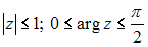 |z| ≤ 1; 0 ≤ arg z ≤ π/2